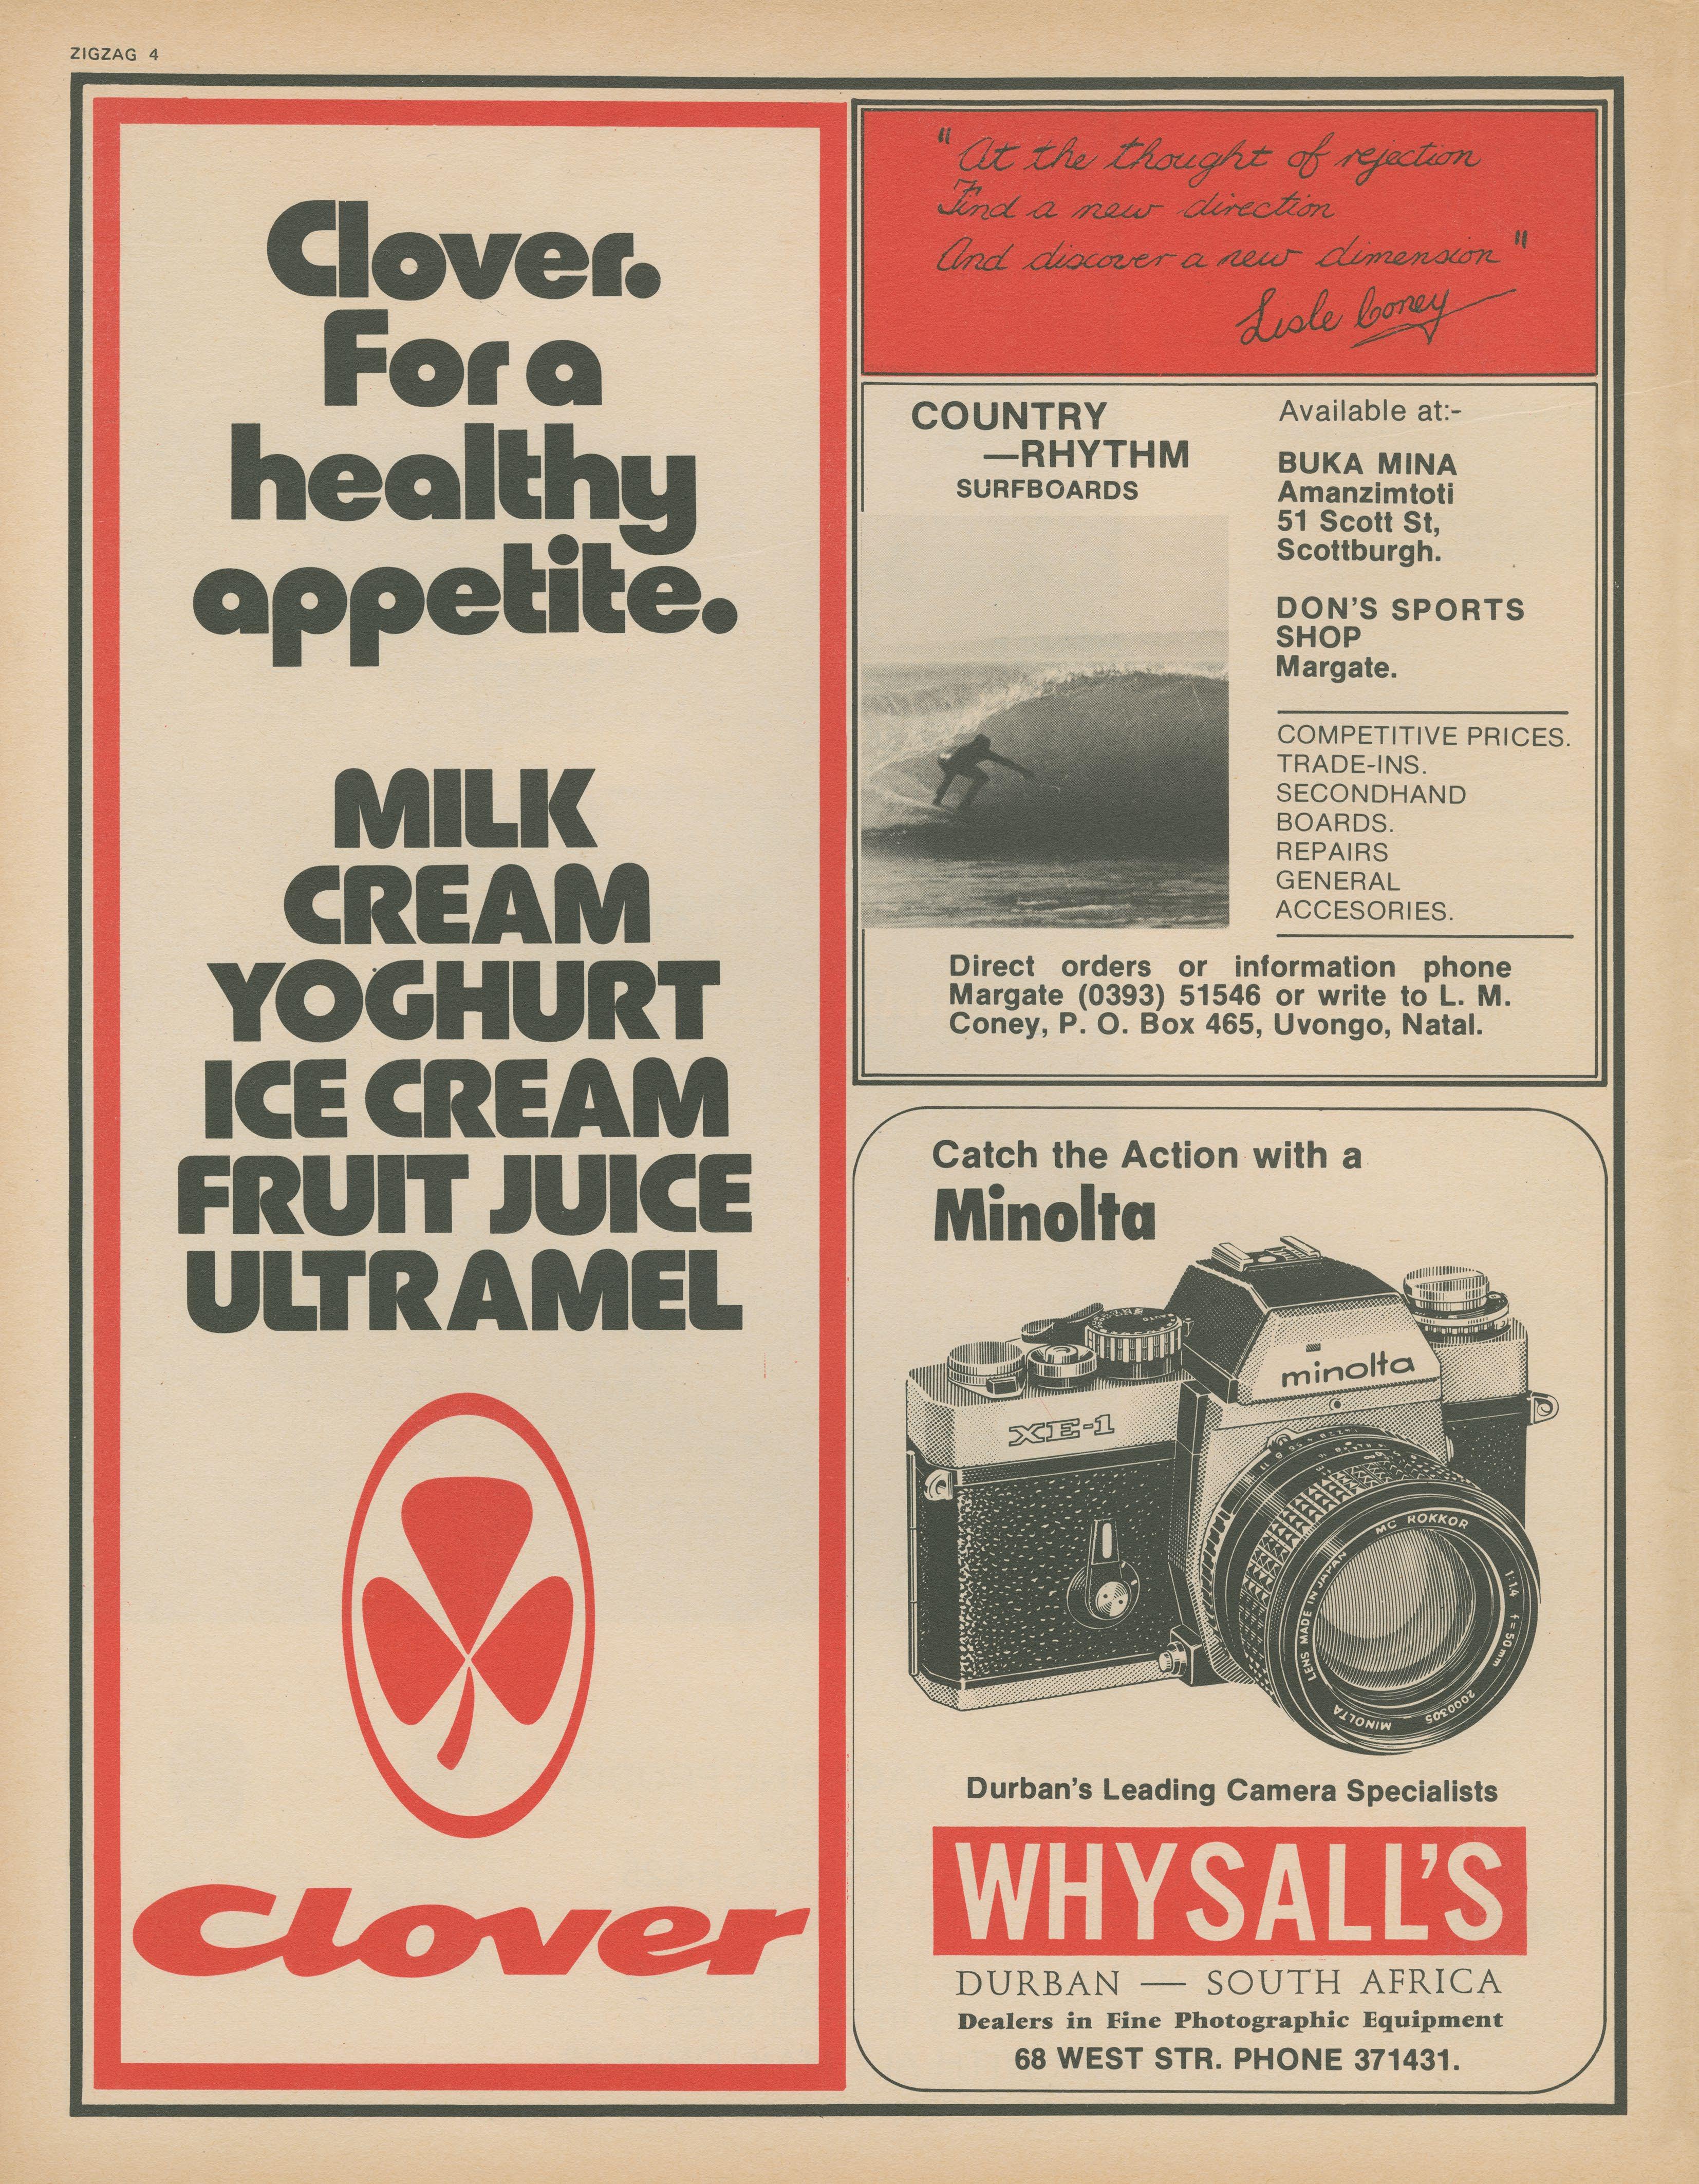 ZIGZAG 4
Clover.
For a
healthy
appetite.
MILK
CREAM
YOGHURT
ICE CREAM
FRUIT JUICE
ULTRAMEL
Clover
"At the thought of rejection
Find a new direction
And discover a new dimension"
Lisle Coney
COUNTRY
—RHYTHM
SURFBOARDS
Available at:-
BUKA MINA
Amanzimtoti
51 Scott St,
Scottburgh.
DON'S SPORTS
SHOP
Margate.
COMPETITIVE PRICES.
TRADE-INS.
SECONDHAND
BOARDS.
REPAIRS
GENERAL
ACCESORIES.
Direct orders or information phone
Margate (0393) 51546 or write to L. M.
Coney, P. O. Box 465, Uvongo, Natal.
Catch the Action with a
Minolta
minolta
XE-1
LENS MADE IN JAPAN MC ROKKOR 1:1.4 f=50mm 2000305 MINOLTA
Durban's Leading Camera Specialists
WHYSALL'S
DURBAN — SOUTH AFRICA
Dealers in Fine Photographic Equipment
68 WEST STR. PHONE 371431.